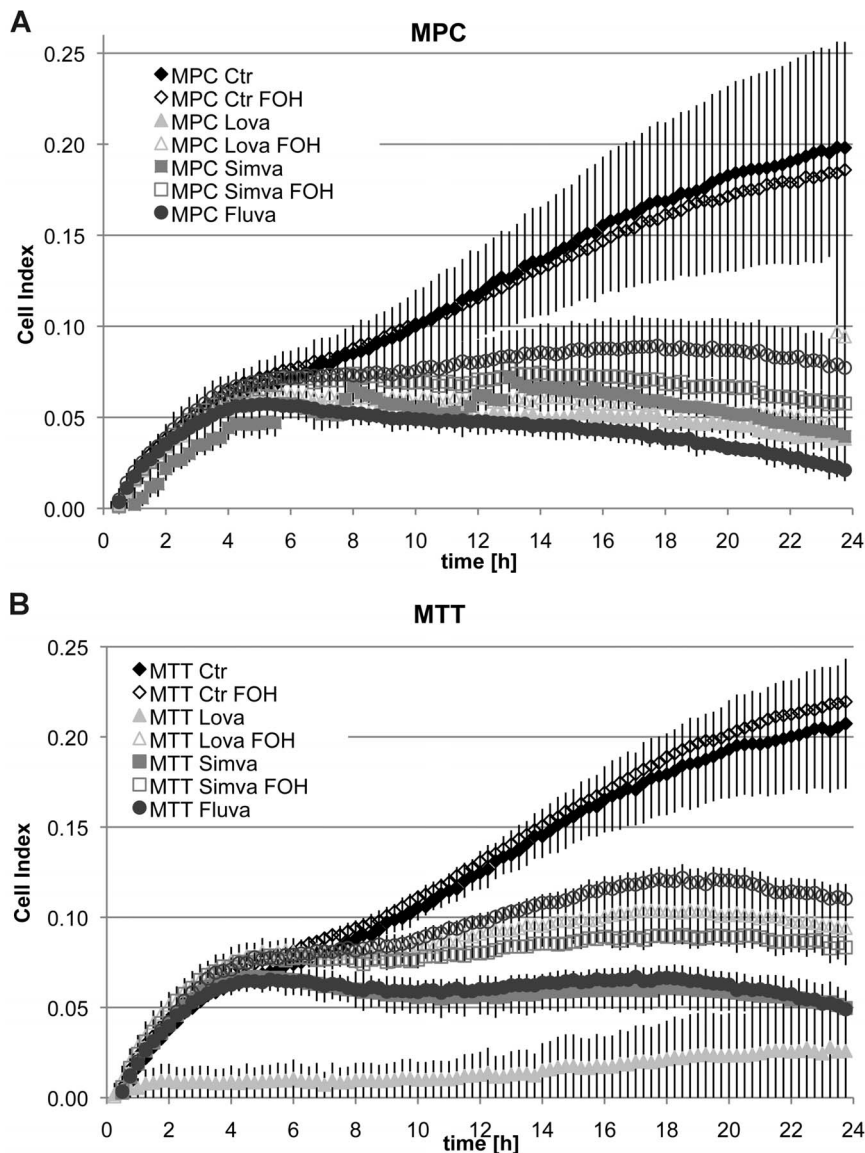 A
MPC
0.25
0.20
0.15
0.10
0.05
0.00
Cell Index
MPC Ctr
MPC Ctr FOH
MPC Lova
MPC Lova FOH
MPC Simva
MPC Simva FOH
MPC Fluva
0 2 4 6 8 10 12 14 16 18 20 22 24
time [h]
B
MTT
0.25
0.20
0.15
0.10
0.05
0.00
Cell Index
MTT Ctr
MTT Ctr FOH
MTT Lova
MTT Lova FOH
MTT Simva
MTT Simva FOH
MTT Fluva
0 2 4 6 8 10 12 14 16 18 20 22 24
time [h]